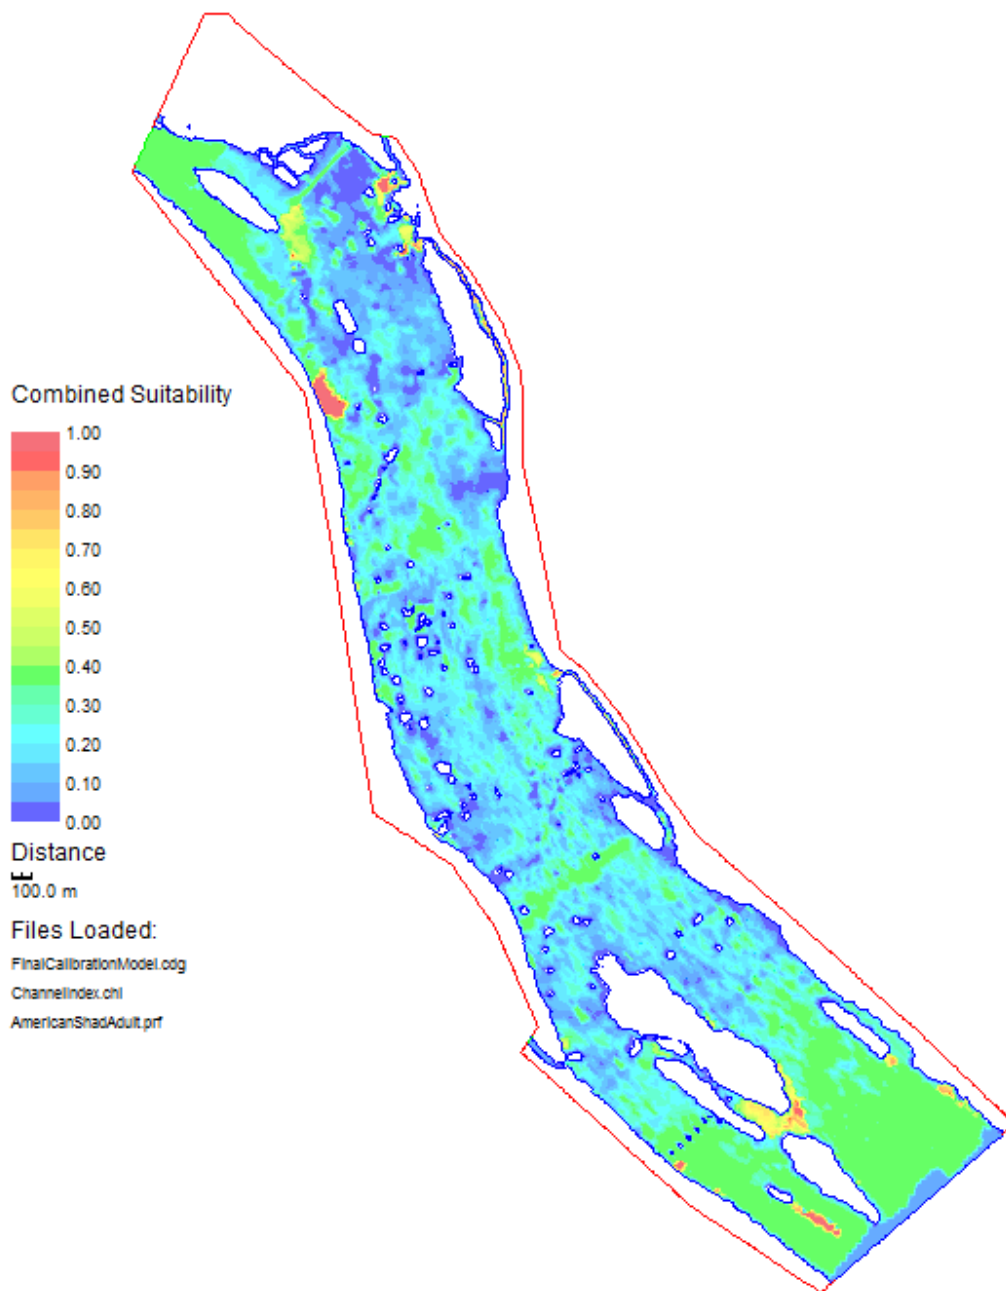 Combined Suitability
1.00
0.90
0.80
0.70
0.60
0.50
0.40
0.30
0.20
0.10
0.00
Distance
100.0 m
Files Loaded:
FinalCalibrationModel.cdg
ChannelIndex.chi
AmericanShadAdult.prf